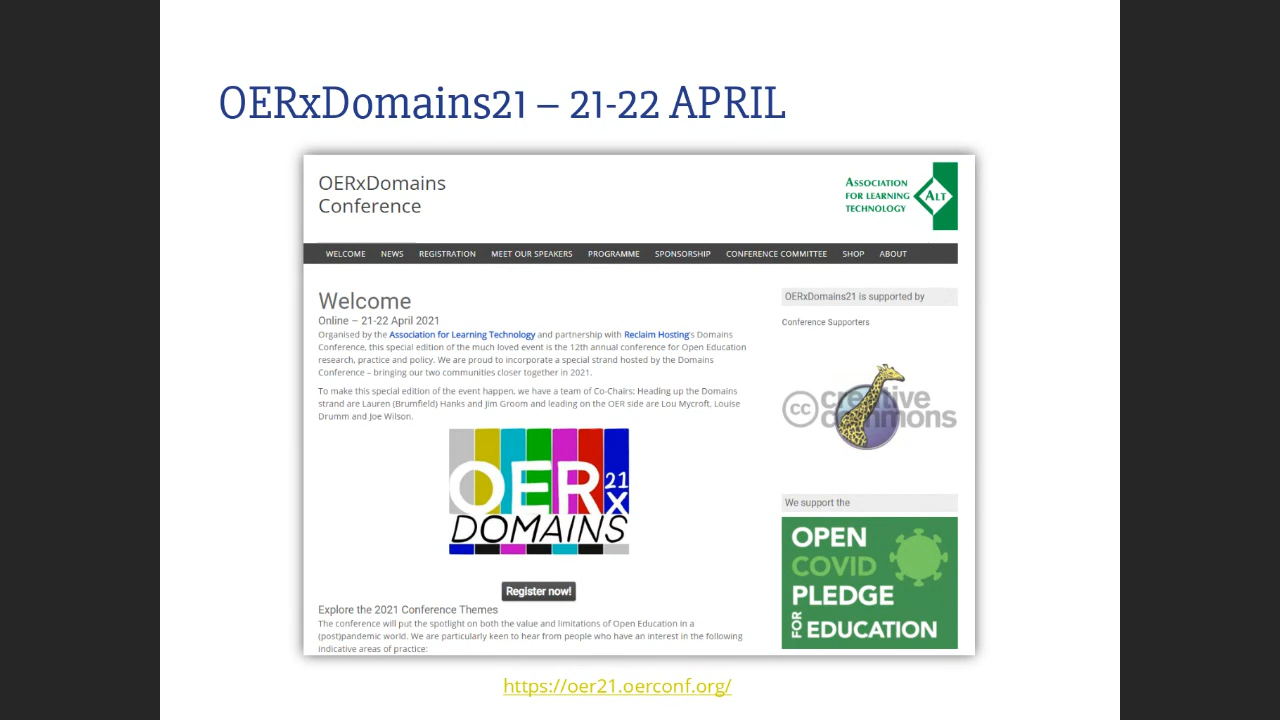 OERxDomains21 – 21-22 APRIL
OERxDomains
Conference
ASSOCIATION
FOR LEARNING
TECHNOLOGY
ALT
WELCOME NEWS REGISTRATION MEET OUR SPEAKERS PROGRAMME SPONSORSHIP CONFERENCE COMMITTEE SHOP ABOUT
Welcome
Online – 21-22 April 2021
Organised by the Association for Learning Technology and partnership with Reclaim Hosting's Domains
Conference, this special edition of the much loved event is the 12th annual conference for Open Education
research, practice and policy. We are proud to incorporate a special strand hosted by the Domains
Conference – bringing our two communities closer together in 2021.
To make this special edition of the event happen, we have a team of Co-Chairs: Heading up the Domains
strand are Lauren (Brumfield) Hanks and Jim Groom and leading on the OER side are Lou Mycroft, Louise
Drumm and Joe Wilson.
OER 21
x
DOMAINS
Register now!
Explore the 2021 Conference Themes
The conference will put the spotlight on both the value and limitations of Open Education in a
(post)pandemic world. We are particularly keen to hear from people who have an interest in the following
indicative areas of practice:
OERxDomains21 is supported by
Conference Supporters
cc creative
commons
We support the
OPEN
COVID
PLEDGE
FOR EDUCATION
https://oer21.oerconf.org/